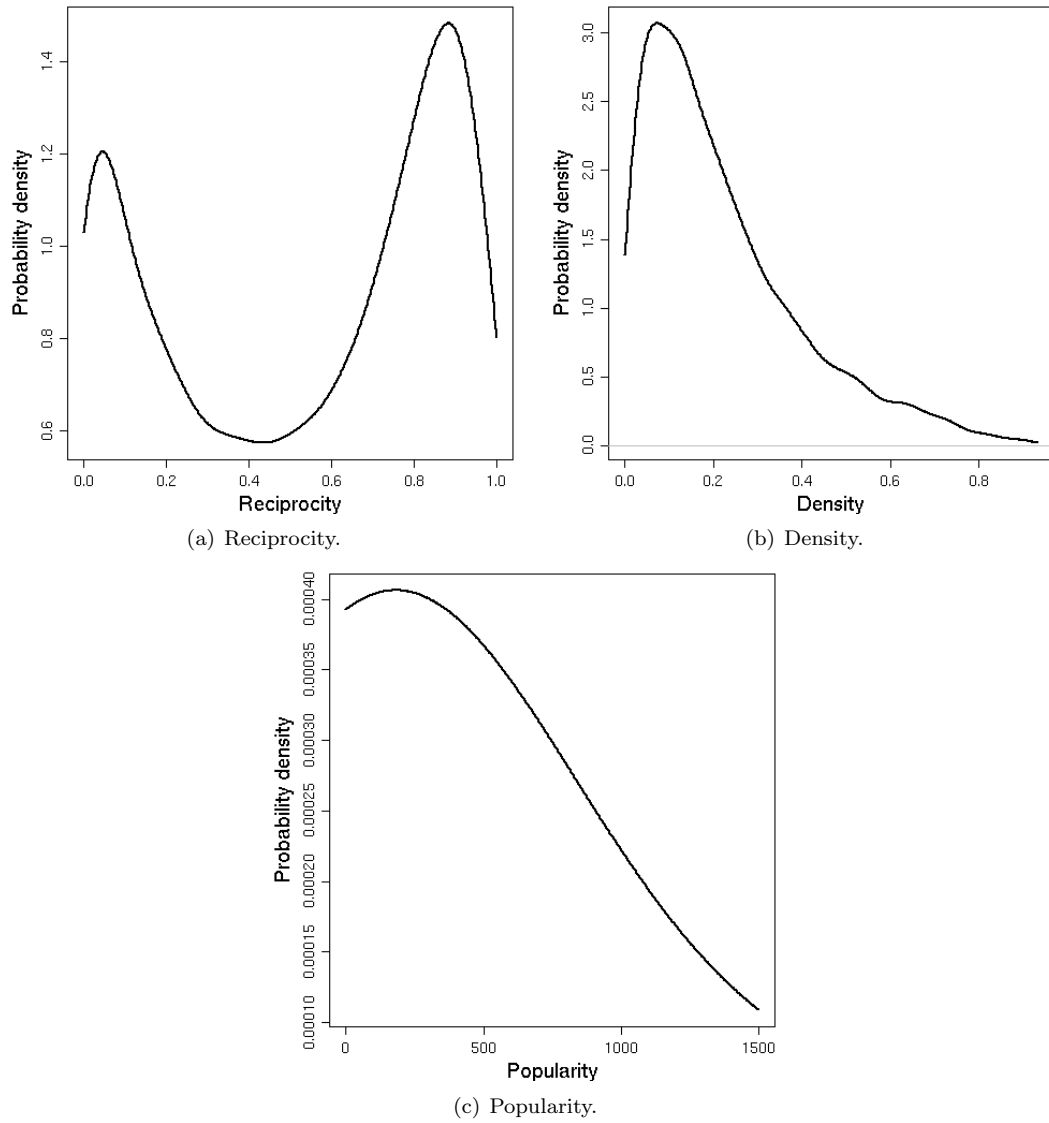 Probability density
0.6 0.8 1.0 1.2 1.4
0.0 0.2 0.4 0.6 0.8 1.0
Reciprocity
(a) Reciprocity.
Probability density
0.0 0.5 1.0 1.5 2.0 2.5 3.0
0.0 0.2 0.4 0.6 0.8
Density
(b) Density.
Probability density
0.00010 0.00015 0.00020 0.00025 0.00030 0.00035 0.00040
0 500 1000 1500
Popularity
(c) Popularity.